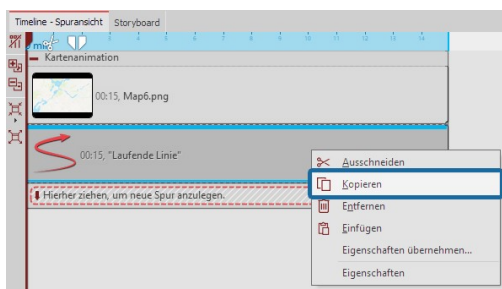 Timeline - Spuransicht Storyboard
min
Kartenanimation
00:15, Map6.png
00:15, "Laufende Linie"
Hierher ziehen, um neue Spur anzulegen.
Ausschneiden
Kopieren
Entfernen
Einfügen
Eigenschaften übernehmen...
Eigenschaften